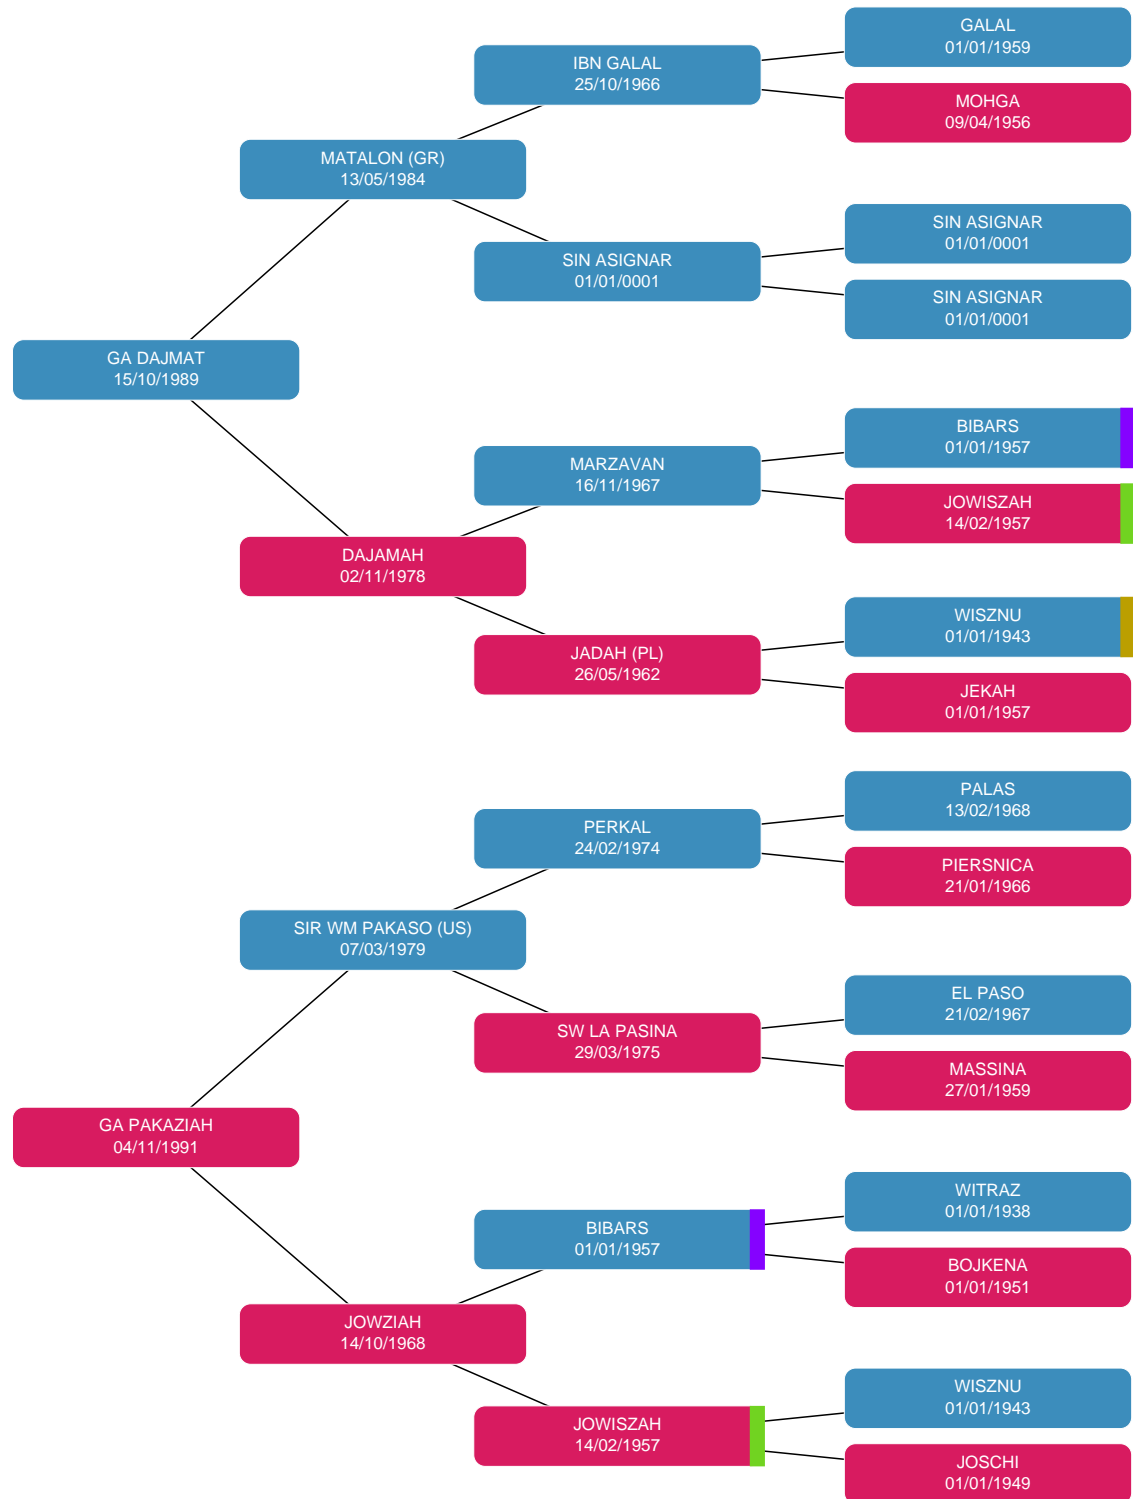 GALAL
01/01/1959
IBN GALAL
25/10/1966
MOHGA
09/04/1956
MATALON (GR)
13/05/1984
SIN ASIGNAR
01/01/0001
SIN ASIGNAR
01/01/0001
SIN ASIGNAR
01/01/0001
GA DAJMAT
15/10/1989
BIBARS
01/01/1957
MARZAVAN
16/11/1967
JOWISZAH
14/02/1957
DAJAMAH
02/11/1978
WISZNU
01/01/1943
JADAH (PL)
26/05/1962
JEKAH
01/01/1957
PALAS
13/02/1968
PERKAL
24/02/1974
PIERSNICA
21/01/1966
SIR WM PAKASO (US)
07/03/1979
EL PASO
21/02/1967
SW LA PASINA
29/03/1975
MASSINA
27/01/1959
GA PAKAZIAH
04/11/1991
WITRAZ
01/01/1938
BIBARS
01/01/1957
BOJKENA
01/01/1951
JOWZIAH
14/10/1968
WISZNU
01/01/1943
JOWISZAH
14/02/1957
JOSCHI
01/01/1949